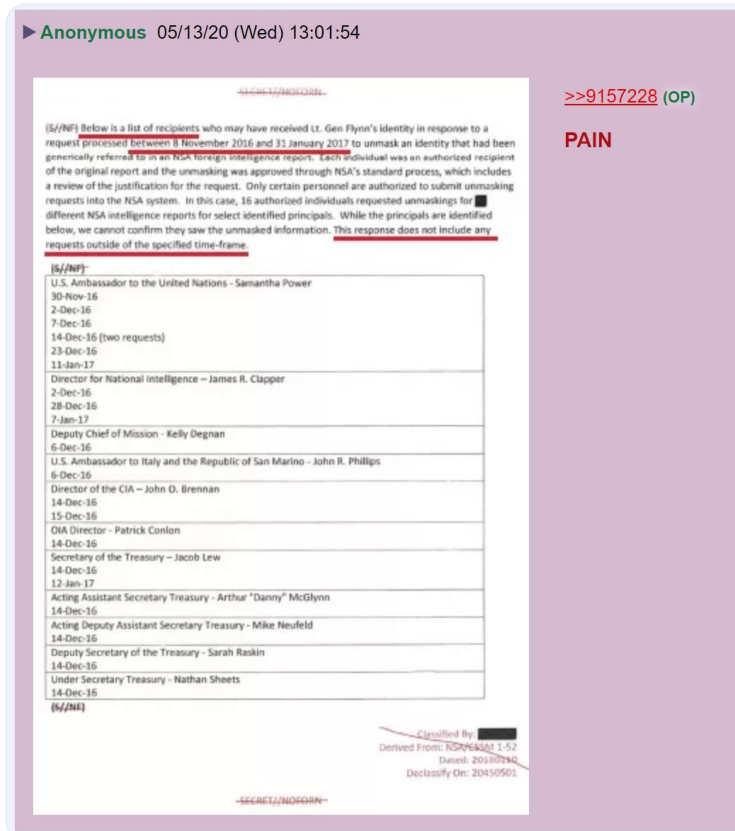 Anonymous 05/13/20 (Wed) 13:01:54
>>9157228 (OP)
PAIN
SECRET//NOFORN
(S//NF) Below is a list of recipients who may have received Lt. Gen Flynn's identity in response to a
request processed between 8 November 2016 and 31 January 2017 to unmask an identity that had been
generically referred to in an NSA foreign intelligence report. Each individual was an authorized recipient
of the original report and the unmasking was approved through NSA's standard process, which includes
a review of the justification for the request. Only certain personnel are authorized to submit unmasking
requests into the NSA system. In this case, 16 authorized individuals requested unmaskings for
different NSA intelligence reports for select identified principals. While the principals are identified
below, we cannot confirm they saw the unmasked information. This response does not include any
requests outside of the specified time-frame.
(S//NF)
U.S. Ambassador to the United Nations - Samantha Power
30-Nov-16
2-Dec-16
7-Dec-16
14-Dec-16 (two requests)
23-Dec-16
11-Jan-17
Director for National Intelligence – James R. Clapper
2-Dec-16
28-Dec-16
7-Jan-17
Deputy Chief of Mission - Kelly Degnan
6-Dec-16
U.S. Ambassador to Italy and the Republic of San Marino - John R. Phillips
6-Dec-16
Director of the CIA – John O. Brennan
14-Dec-16
15-Dec-16
OIA Director - Patrick Conlon
14-Dec-16
Secretary of the Treasury – Jacob Lew
14-Dec-16
12-Jan-17
Acting Assistant Secretary Treasury - Arthur "Danny" McGlynn
14-Dec-16
Acting Deputy Assistant Secretary Treasury - Mike Neufeld
14-Dec-16
Deputy Secretary of the Treasury - Sarah Raskin
14-Dec-16
Under Secretary Treasury - Nathan Sheets
14-Dec-16
(S//NF)
Classified By:
Derived From: NSA/CSSM 1-52
Dated: 20180110
Declassify On: 20450501
SECRET//NOFORN